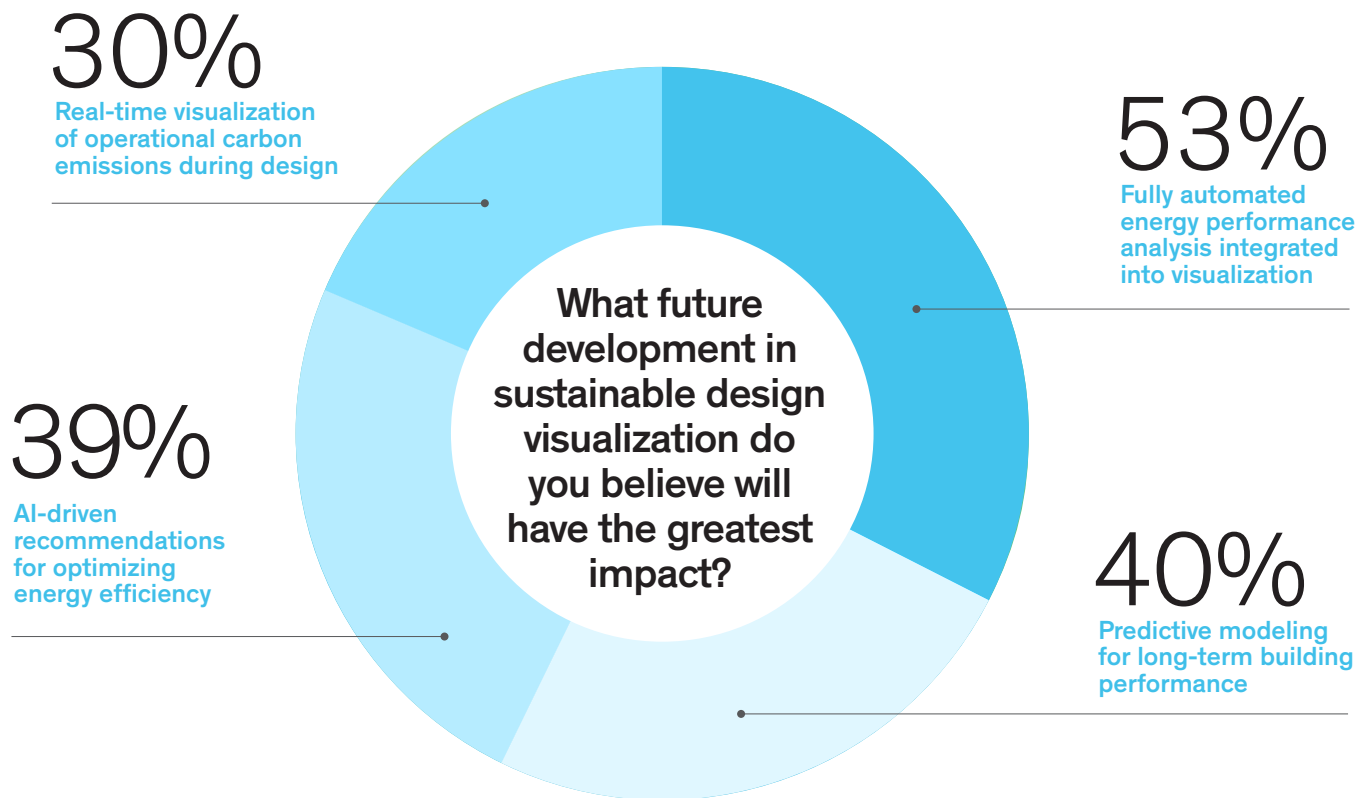 30%
Real-time visualization
of operational carbon
emissions during design
53%
Fully automated
energy performance
analysis integrated
into visualization
What future
development in
sustainable design
visualization do
you believe will
have the greatest
impact?
39%
AI-driven
recommendations
for optimizing
energy efficiency
40%
Predictive modeling
for long-term building
performance